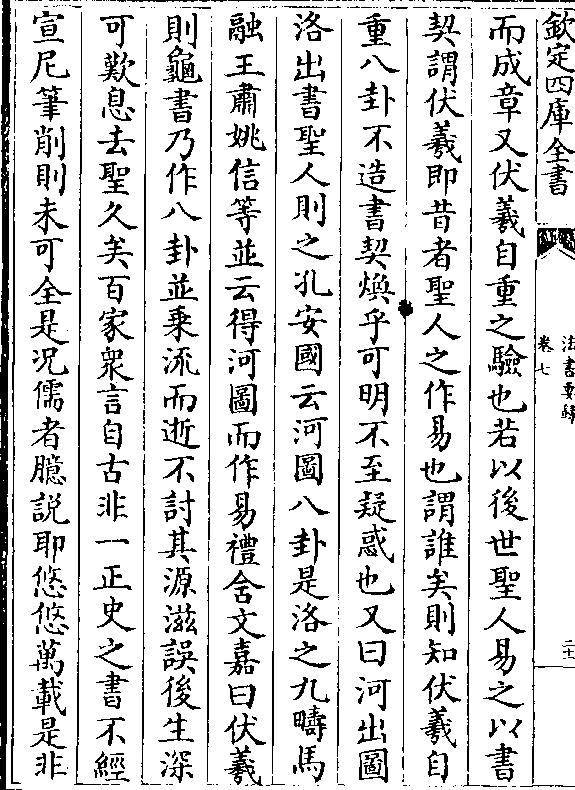 欽定四庫全書
法書要錄
卷七
二十
而成章又伏羲自重之驗也若以後世聖人易之以書
契謂伏羲即昔者聖人之作易也謂誰矣則知伏羲自
重八卦不造書契煥乎可明不至疑惑也又曰河出圖
洛出書聖人則之孔安國云河圖八卦是洛之九疇馬
融王肅姚信等並云得河圖而作易禮含文嘉曰伏羲
則龜書乃作八卦並乗流而逝不討其源滋誤後生深
可歎息去聖久矣百家衆言自古非一正史之書不經
宣尼筆削則未可全是况儒者臆説耶悠悠萬載是非